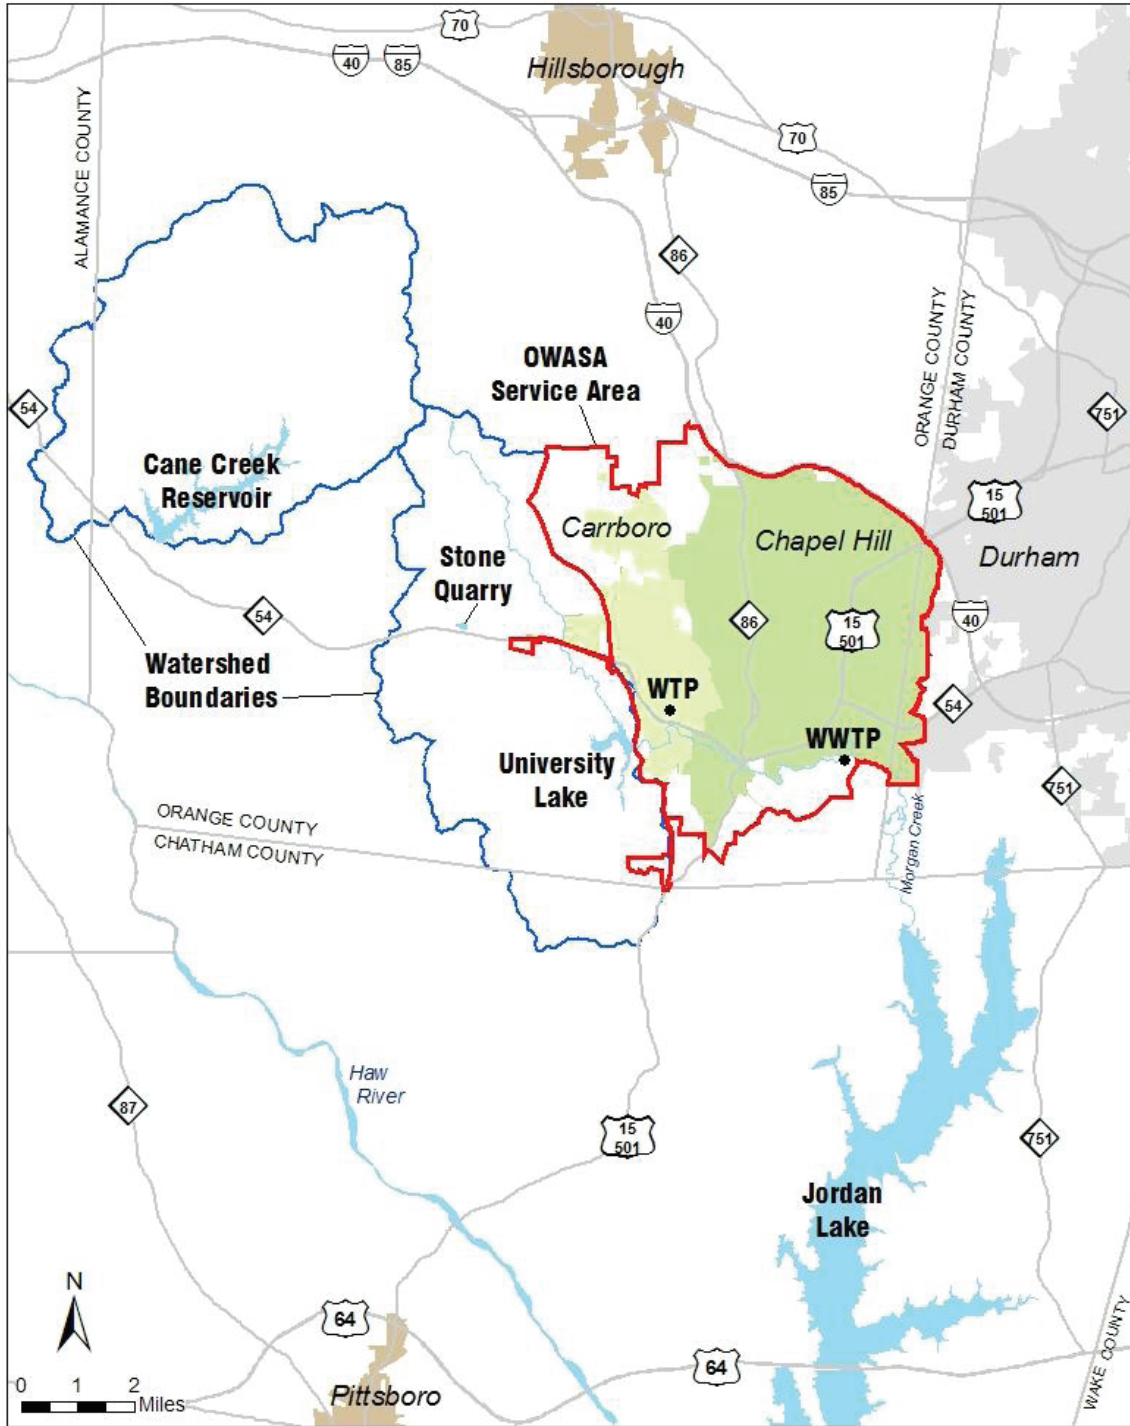 70
40
85
Hillsborough
70
85
ALAMANCE COUNTY
86
40
ORANGE COUNTY
DURHAM COUNTY
OWASA
Service Area
54
751
Cane Creek
Reservoir
15
501
Carrboro
Chapel Hill
Durham
Stone
Quarry
54
86
15
501
40
Watershed
Boundaries
WTP
54
WWTP
University
Lake
751
ORANGE COUNTY
CHATHAM COUNTY
Morgan Creek
Haw
River
87
15
501
751
Jordan
Lake
N
64
64
WAKE COUNTY
0 1 2
Miles
Pittsboro